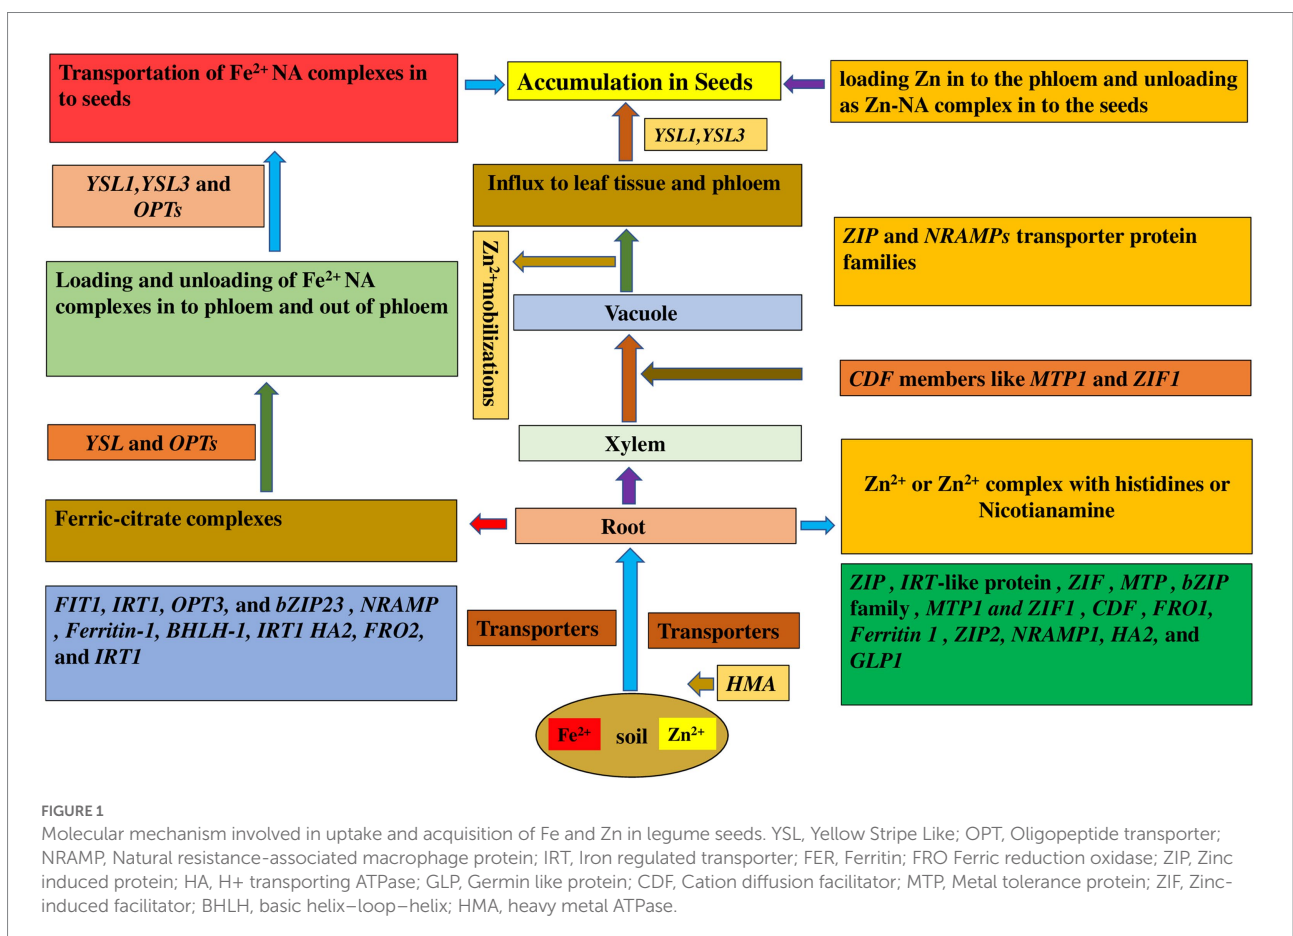 Transportation of Fe²⁺ NA complexes in
to seeds
Accumulation in Seeds
loading Zn in to the phloem and unloading
as Zn-NA complex in to the seeds
YSL1,YSL3
YSL1,YSL3 and
OPTs
Influx to leaf tissue and phloem
ZIP and NRAMPs transporter protein
families
Zn²⁺mobilizations
Loading and unloading of Fe²⁺ NA
complexes in to phloem and out of phloem
Vacuole
CDF members like MTP1 and ZIF1
YSL and OPTs
Xylem
Zn²⁺ or Zn²⁺ complex with histidines or
Nicotianamine
Ferric-citrate complexes
Root
FIT1, IRT1, OPT3, and bZIP23 , NRAMP
, Ferritin-1, BHLH-1, IRT1 HA2, FRO2,
and IRT1
Transporters
Transporters
ZIP , IRT-like protein , ZIF , MTP , bZIP
family , MTP1 and ZIF1 , CDF , FRO1,
Ferritin 1 , ZIP2, NRAMP1, HA2, and
GLP1
HMA
Fe²⁺ soil Zn²⁺
FIGURE 1
Molecular mechanism involved in uptake and acquisition of Fe and Zn in legume seeds. YSL, Yellow Stripe Like; OPT, Oligopeptide transporter;
NRAMP, Natural resistance-associated macrophage protein; IRT, Iron regulated transporter; FER, Ferritin; FRO Ferric reduction oxidase; ZIP, Zinc
induced protein; HA, H+ transporting ATPase; GLP, Germin like protein; CDF, Cation diffusion facilitator; MTP, Metal tolerance protein; ZIF, Zinc-
induced facilitator; BHLH, basic helix–loop–helix; HMA, heavy metal ATPase.